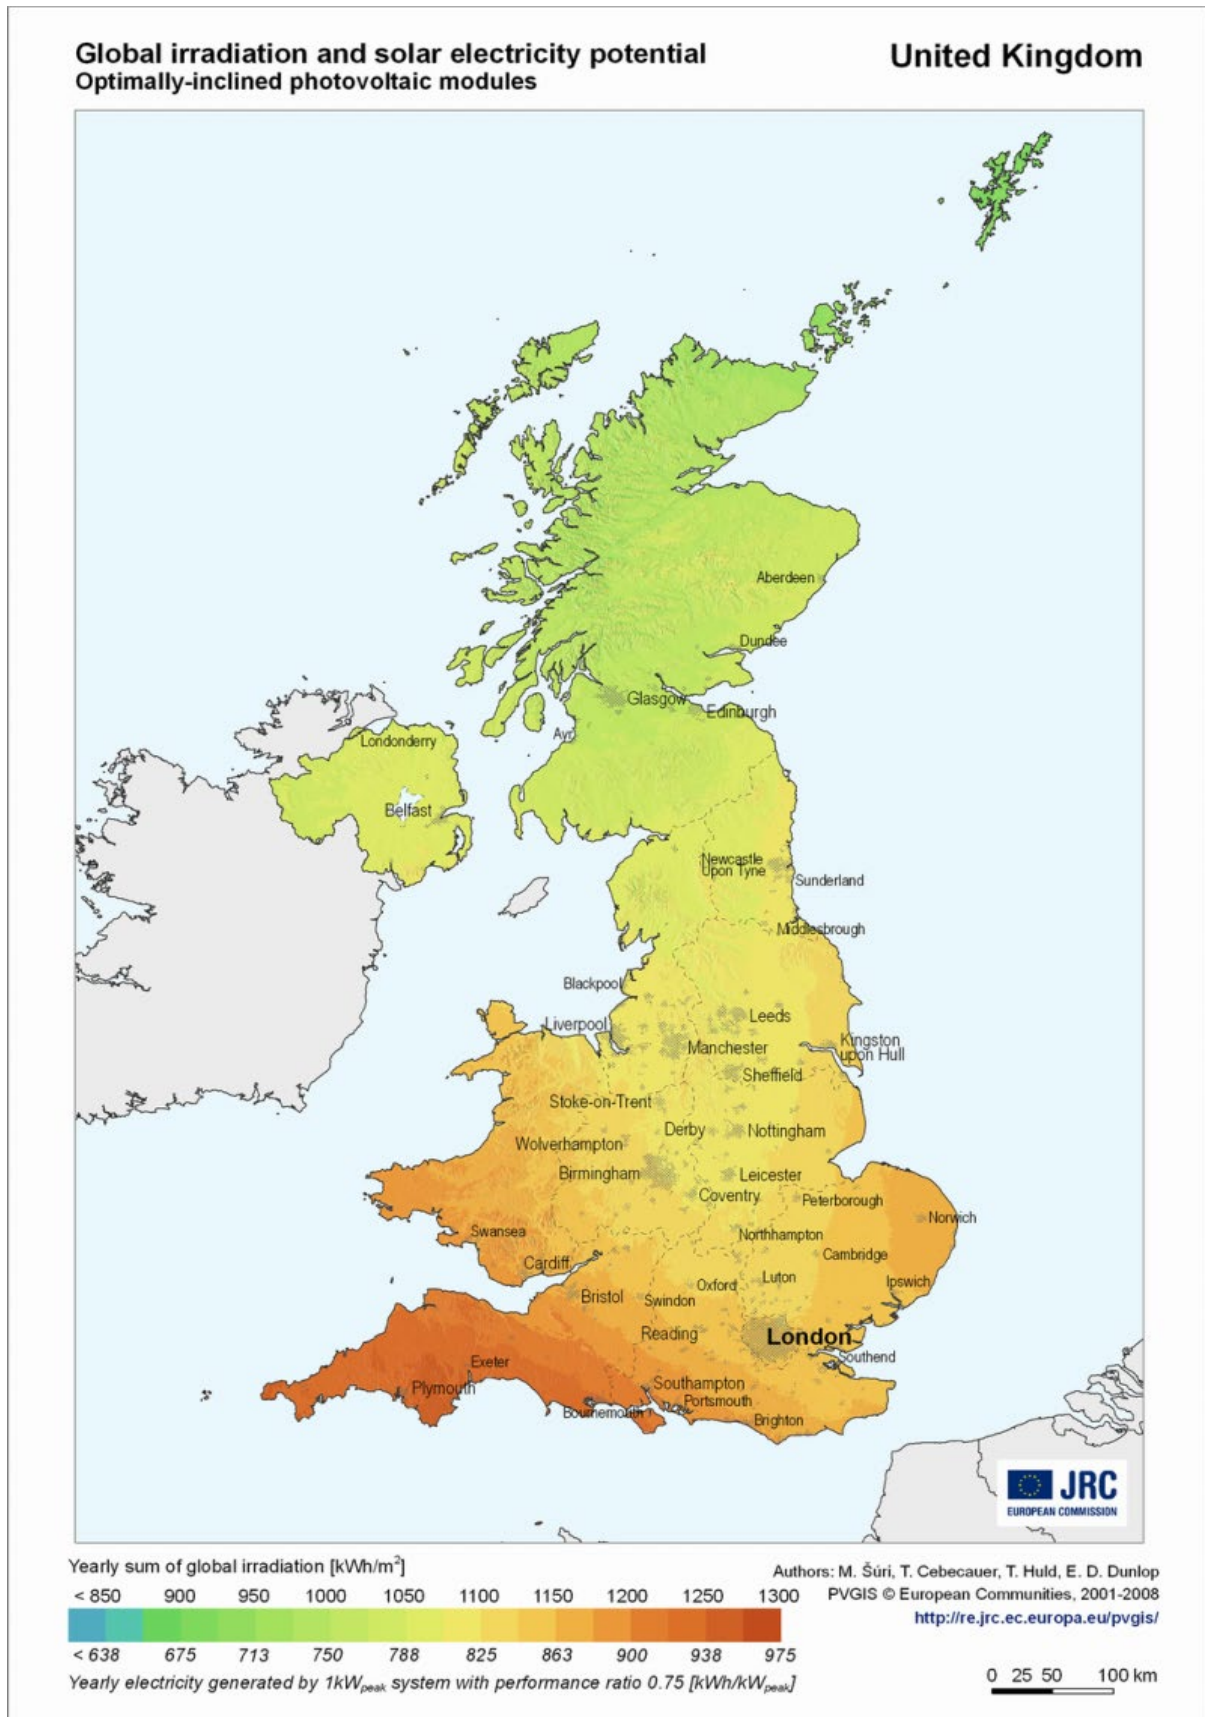 Global irradiation and solar electricity potential
Optimally-inclined photovoltaic modules
United Kingdom
Aberdeen
Dundee
Glasgow
Edinburgh
Ayr
Londonderry
Belfast
Newcastle
Upon Tyne
Sunderland
Middlesbrough
Blackpool
Leeds
Liverpool
Kingston
upon Hull
Manchester
Sheffield
Stoke-on-Trent
Derby
Nottingham
Wolverhampton
Birmingham
Leicester
Coventry
Peterborough
Norwich
Swansea
Northhampton
Cambridge
Cardiff
Oxford
Luton
Ipswich
Bristol
Swindon
Reading
London
Southend
Exeter
Plymouth
Southampton
Portsmouth
Bournemouth
Brighton
JRC
EUROPEAN COMMISSION
Yearly sum of global irradiation [kWh/m²]
< 850 900 950 1000 1050 1100 1150 1200 1250 1300
< 638 675 713 750 788 825 863 900 938 975
Yearly electricity generated by 1kWpeak system with performance ratio 0.75 [kWh/kWpeak]
Authors: M. Šúri, T. Cebecauer, T. Huld, E. D. Dunlop
PVGIS © European Communities, 2001-2008
http://re.jrc.ec.europa.eu/pvgis/
0 25 50 100 km